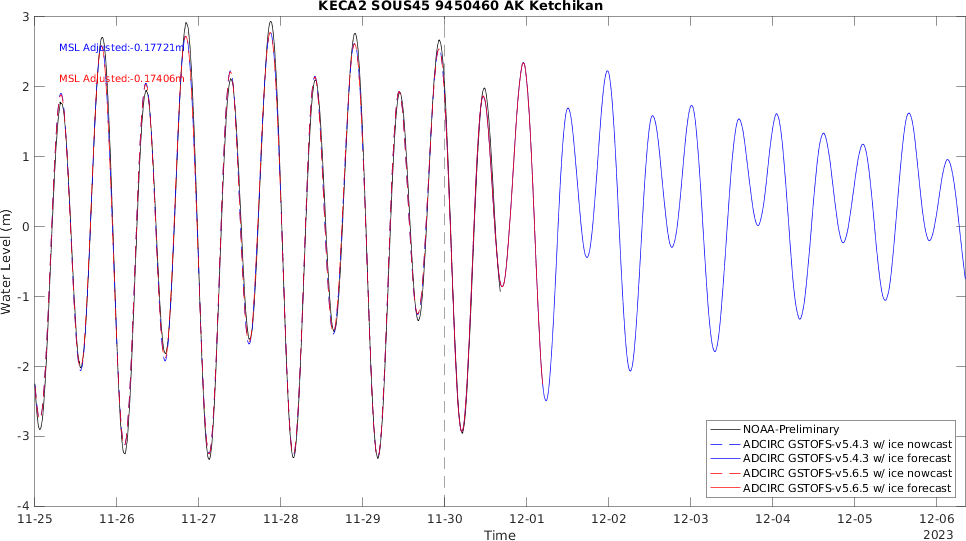 KECA2 SOUS45 9450460 AK Ketchikan
MSL Adjusted:-0.17721m
MSL Adjusted:-0.17406m
Water Level (m)
3
2
1
0
-1
-2
-3
-4
11-25
11-26
11-27
11-28
11-29
11-30
12-01
12-02
12-03
12-04
12-05
12-06
2023
Time
NOAA-Preliminary
ADCIRC GSTOFS-v5.4.3 w/ ice nowcast
ADCIRC GSTOFS-v5.4.3 w/ ice forecast
ADCIRC GSTOFS-v5.6.5 w/ ice nowcast
ADCIRC GSTOFS-v5.6.5 w/ ice forecast